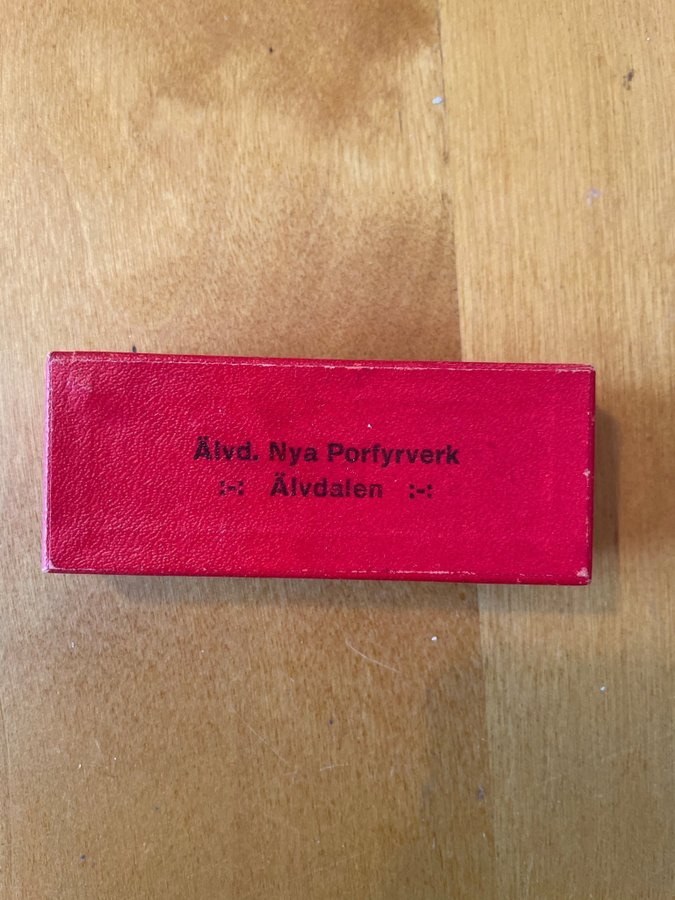 Älvd. Nya Porfyrverk
:-: Älvdalen :-: